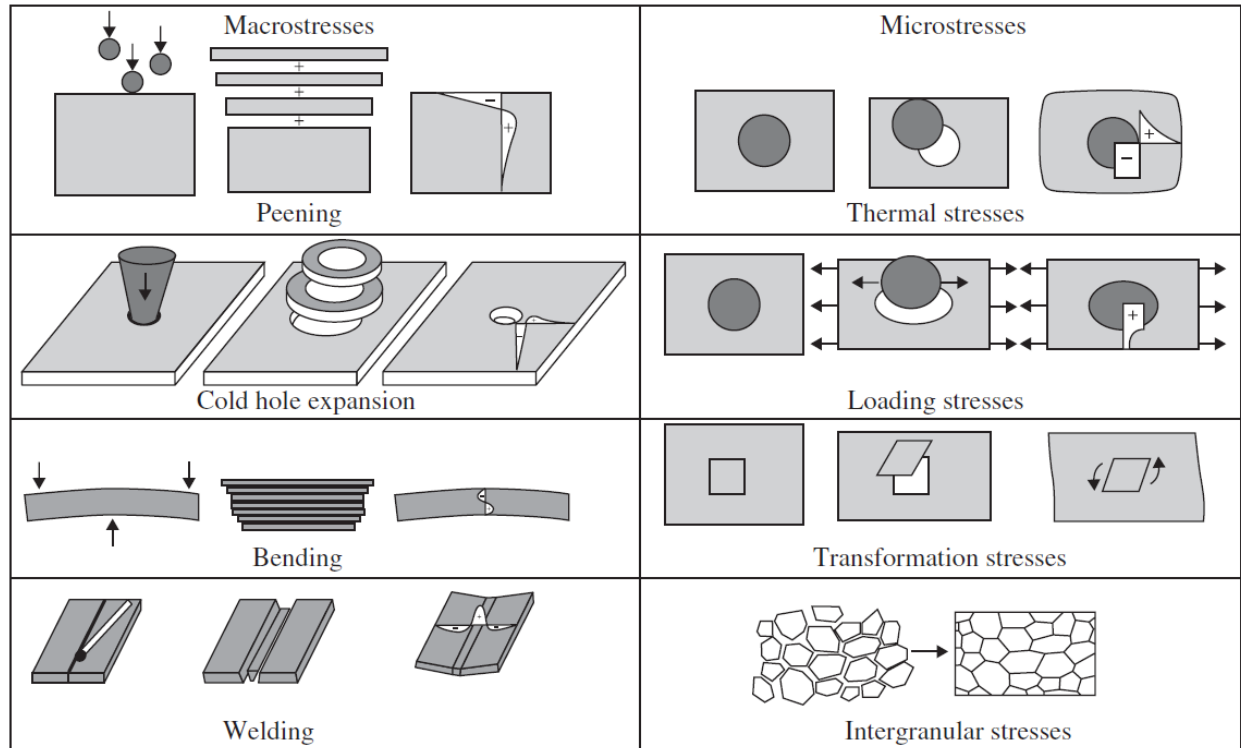 Macrostresses
Microstresses
+
+
+
−
+
Peening
+
−
Thermal stresses
+
−
Cold hole expansion
+
Loading stresses
−
Bending
Transformation stresses
+
−
−
Welding
Intergranular stresses